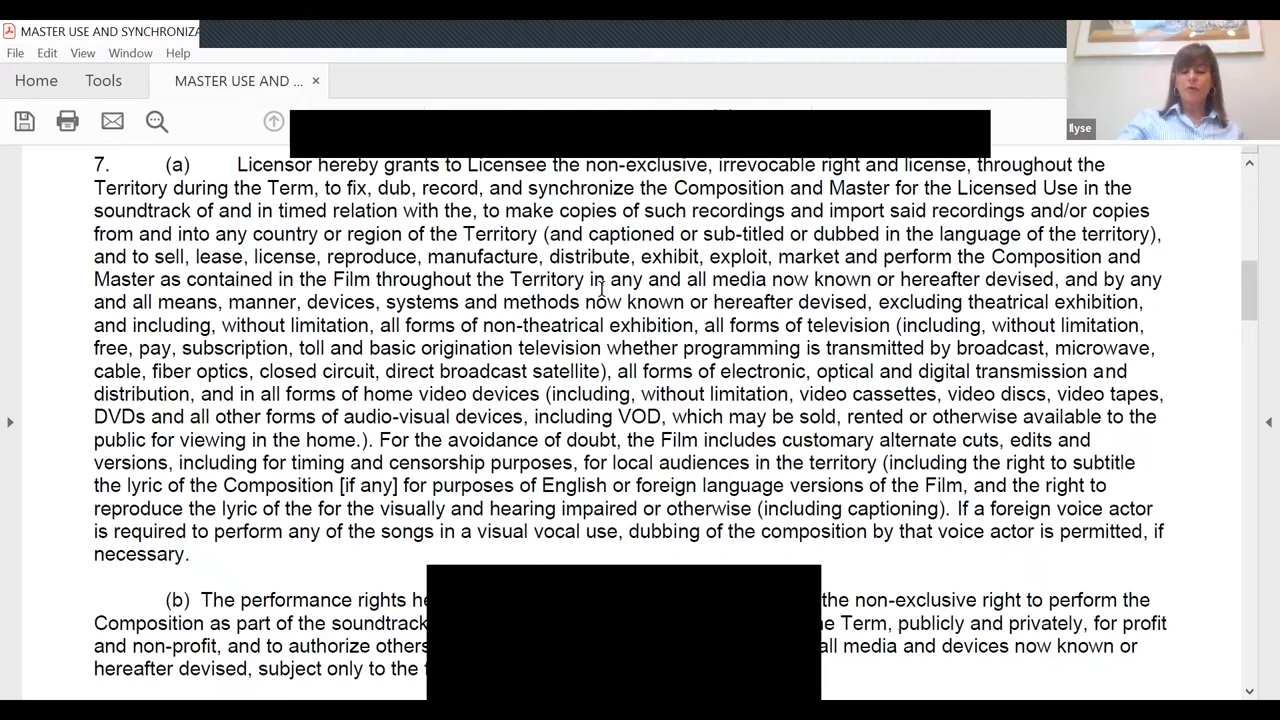 MASTER USE AND SYNCHRONIZA
File Edit View Window Help
Home Tools MASTER USE AND ... ×
Ilyse
7. (a) Licensor hereby grants to Licensee the non-exclusive, irrevocable right and license, throughout the
Territory during the Term, to fix, dub, record, and synchronize the Composition and Master for the Licensed Use in the
soundtrack of and in timed relation with the, to make copies of such recordings and import said recordings and/or copies
from and into any country or region of the Territory (and captioned or sub-titled or dubbed in the language of the territory),
and to sell, lease, license, reproduce, manufacture, distribute, exhibit, exploit, market and perform the Composition and
Master as contained in the Film throughout the Territory in any and all media now known or hereafter devised, and by any
and all means, manner, devices, systems and methods now known or hereafter devised, excluding theatrical exhibition,
and including, without limitation, all forms of non-theatrical exhibition, all forms of television (including, without limitation,
free, pay, subscription, toll and basic origination television whether programming is transmitted by broadcast, microwave,
cable, fiber optics, closed circuit, direct broadcast satellite), all forms of electronic, optical and digital transmission and
distribution, and in all forms of home video devices (including, without limitation, video cassettes, video discs, video tapes,
DVDs and all other forms of audio-visual devices, including VOD, which may be sold, rented or otherwise available to the
public for viewing in the home.). For the avoidance of doubt, the Film includes customary alternate cuts, edits and
versions, including for timing and censorship purposes, for local audiences in the territory (including the right to subtitle
the lyric of the Composition [if any] for purposes of English or foreign language versions of the Film, and the right to
reproduce the lyric of the for the visually and hearing impaired or otherwise (including captioning). If a foreign voice actor
is required to perform any of the songs in a visual vocal use, dubbing of the composition by that voice actor is permitted, if
necessary.
(b) The performance rights he the non-exclusive right to perform the
Composition as part of the soundtrack e Term, publicly and privately, for profit
and non-profit, and to authorize others all media and devices now known or
hereafter devised, subject only to the